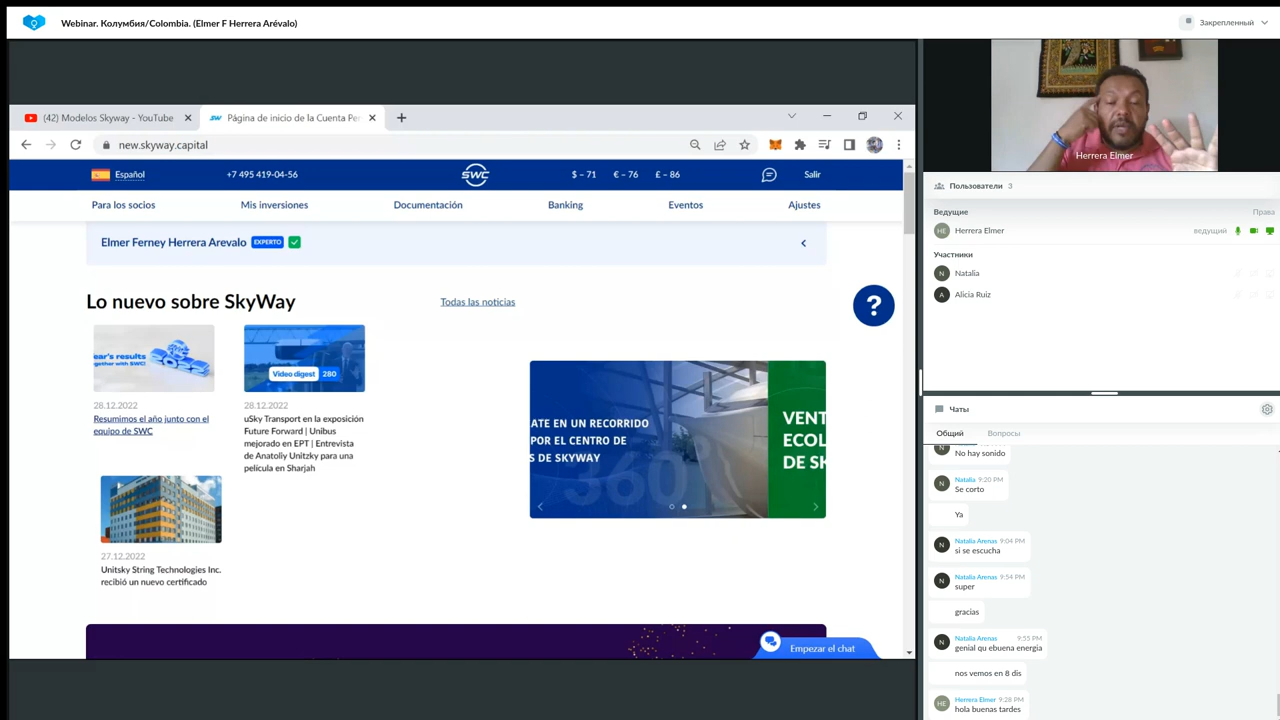 Webinar. Колумбия/Colombia. (Elmer F Herrera Arévalo)
Закрепленный
(42) Modelos Skyway - YouTube
Página de inicio de la Cuenta Per
new.skyway.capital
Español
+7 495 419-04-56
SWC
$ – 71
€ – 76
£ – 86
Salir
Para los socios
Mis inversiones
Documentación
Banking
Eventos
Ajustes
Elmer Ferney Herrera Arevalo
EXPERTO
Lo nuevo sobre SkyWay
Todas las noticias
ear's results
gether with SWC!
28.12.2022
Resumimos el año junto con el
equipo de SWC
Video digest 280
28.12.2022
uSky Transport en la exposición
Future Forward | Unibus
mejorado en EPT | Entrevista
de Anatoliy Unitzky para una
película en Sharjah
27.12.2022
Unitsky String Technologies Inc.
recibió un nuevo certificado
ATE EN UN RECORRIDO
POR EL CENTRO DE
S DE SKYWAY
360
VENT
ECOL
DE SK
?
Empezar el chat
Herrera Elmer
Пользователи 3
Ведущие
Права
HE
Herrera Elmer
ведущий
Участники
N
Natalia
A
Alicia Ruiz
Чаты
Общий
Вопросы
No hay sonido
N
Natalia 9:20 PM
Se corto
Ya
N
Natalia Arenas 9:04 PM
si se escucha
N
Natalia Arenas 9:54 PM
super
gracias
N
Natalia Arenas 9:55 PM
genial qu ebuena energia
nos vemos en 8 dis
HE
Herrera Elmer 9:28 PM
hola buenas tardes